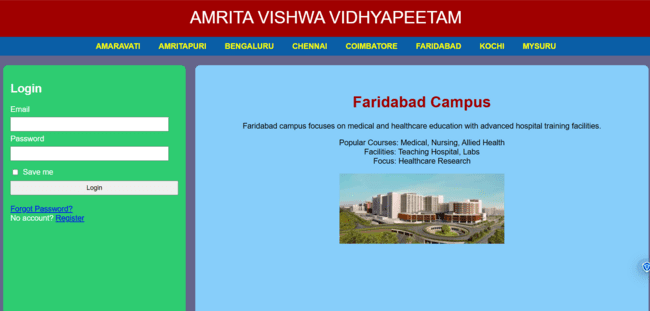 AMRITA VISHWA VIDHYAPEETAM
AMARAVATI AMRITAPURI BENGALURU CHENNAI COIMBATORE FARIDABAD KOCHI MYSURU
Login
Email
Password
Save me
Login
Forgot Password?
No account? Register
Faridabad Campus
Faridabad campus focuses on medical and healthcare education with advanced hospital training facilities.
Popular Courses: Medical, Nursing, Allied Health
Facilities: Teaching Hospital, Labs
Focus: Healthcare Research